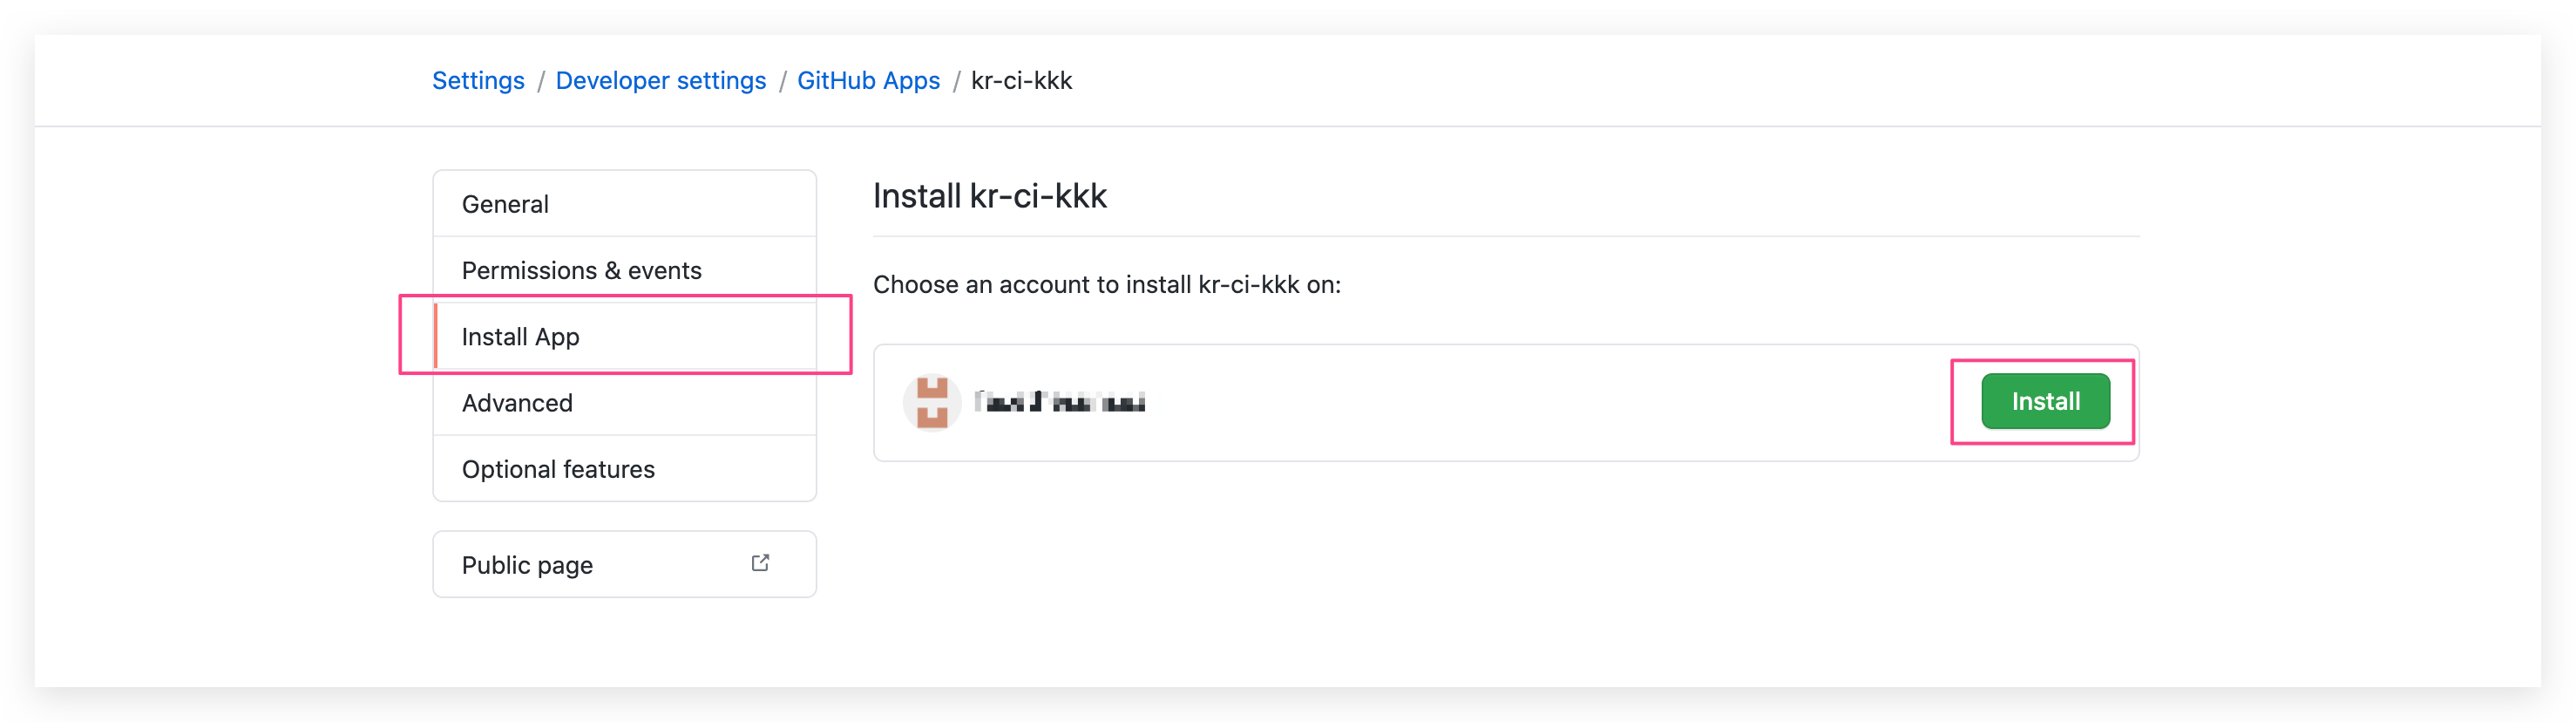 Settings / Developer settings / GitHub Apps / kr-ci-kkk
General
Permissions & events
Install App
Advanced
Optional features
Public page
Install kr-ci-kkk
Choose an account to install kr-ci-kkk on:
Install